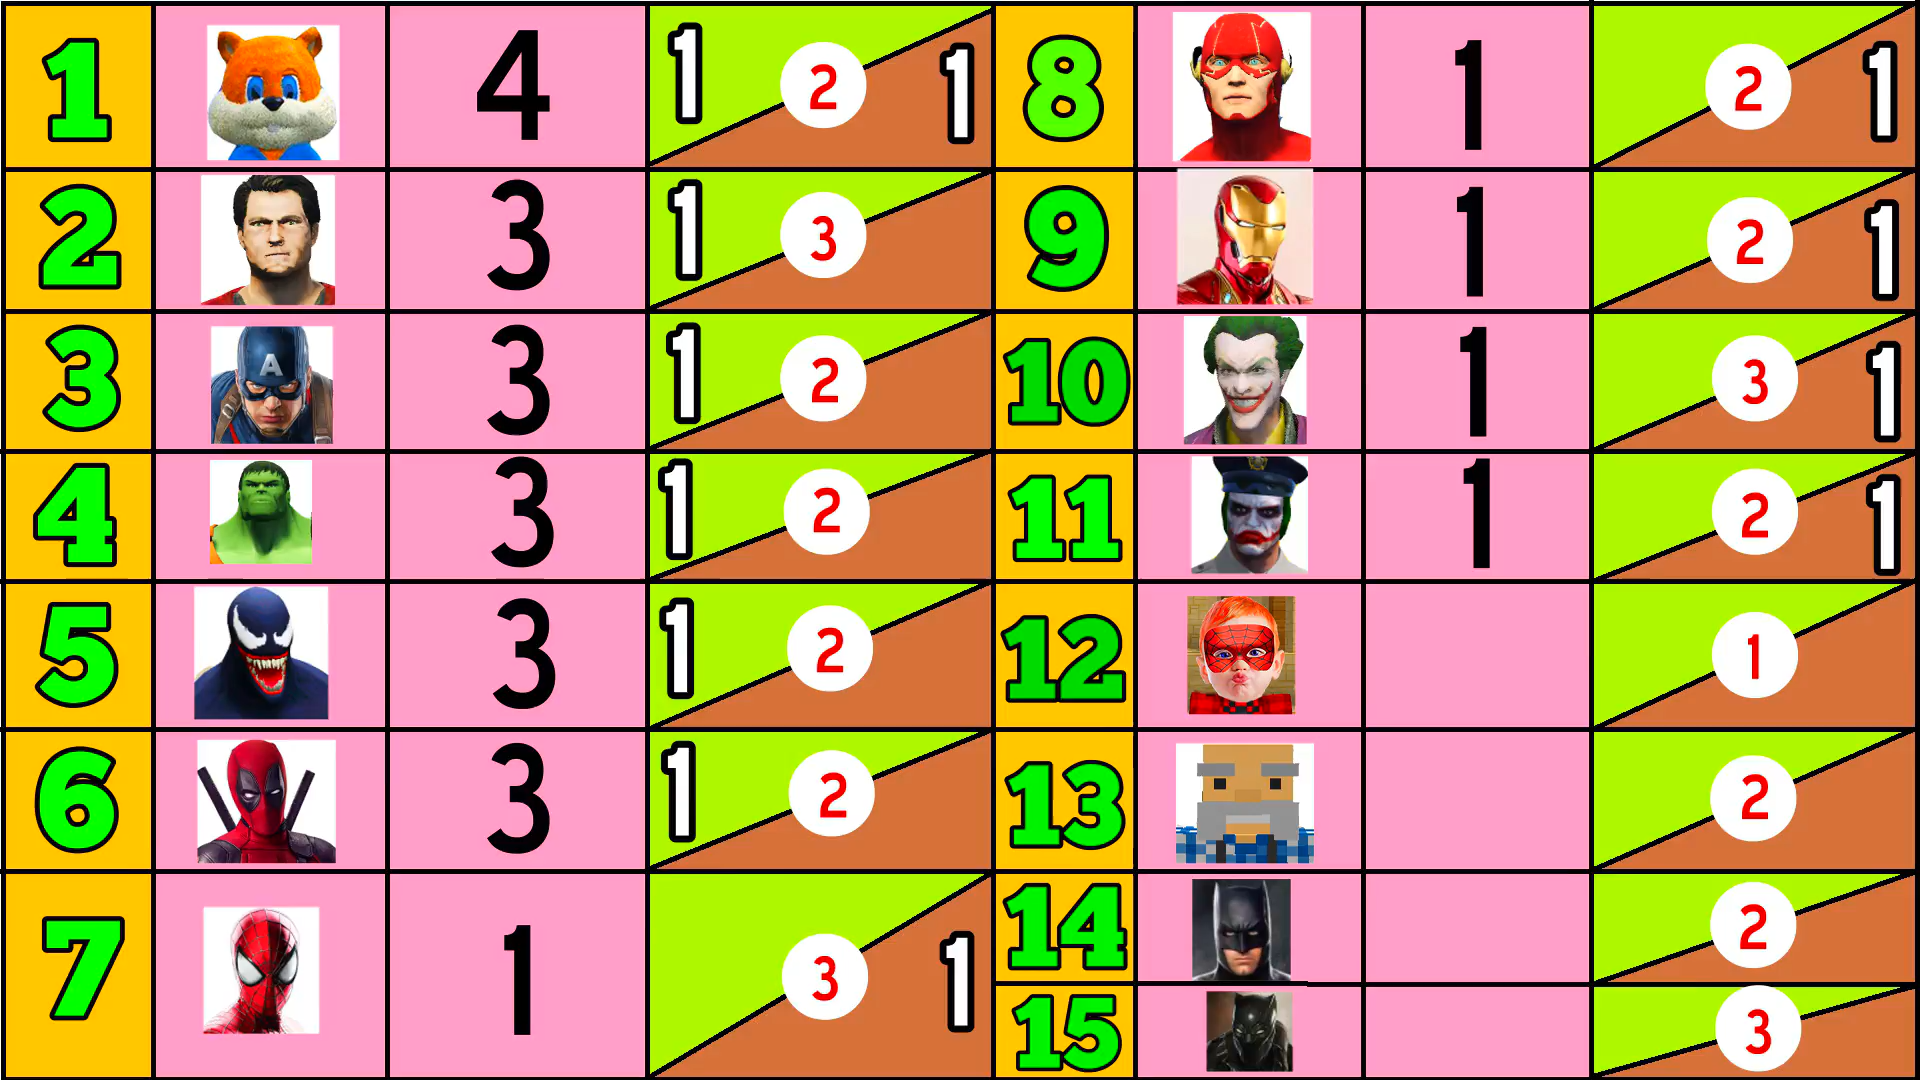 1 4 1 2 1
2 3 1 3
3 A 3 1 2
4 3 1 2
5 3 1 2
6 3 1 2
7 1 3 1
8 1 2 1
9 1 2 1
10 1 3 1
11 1 2 1
12 1
13 2
14 2
15 3